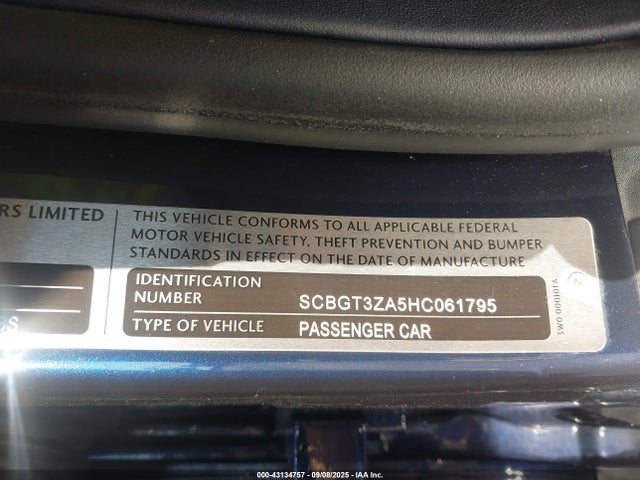 RS LIMITED
THIS VEHICLE CONFORMS TO ALL APPLICABLE FEDERAL
MOTOR VEHICLE SAFETY, THEFT PREVENTION AND BUMPER
STANDARDS IN EFFECT ON THE DATE OF MANUFACTURE
IDENTIFICATION
NUMBER
SCBGT3ZA5HC061795
TYPE OF VEHICLE
PASSENGER CAR
3W0 000101A
000-43134757 - 09/08/2025 - IAA Inc.